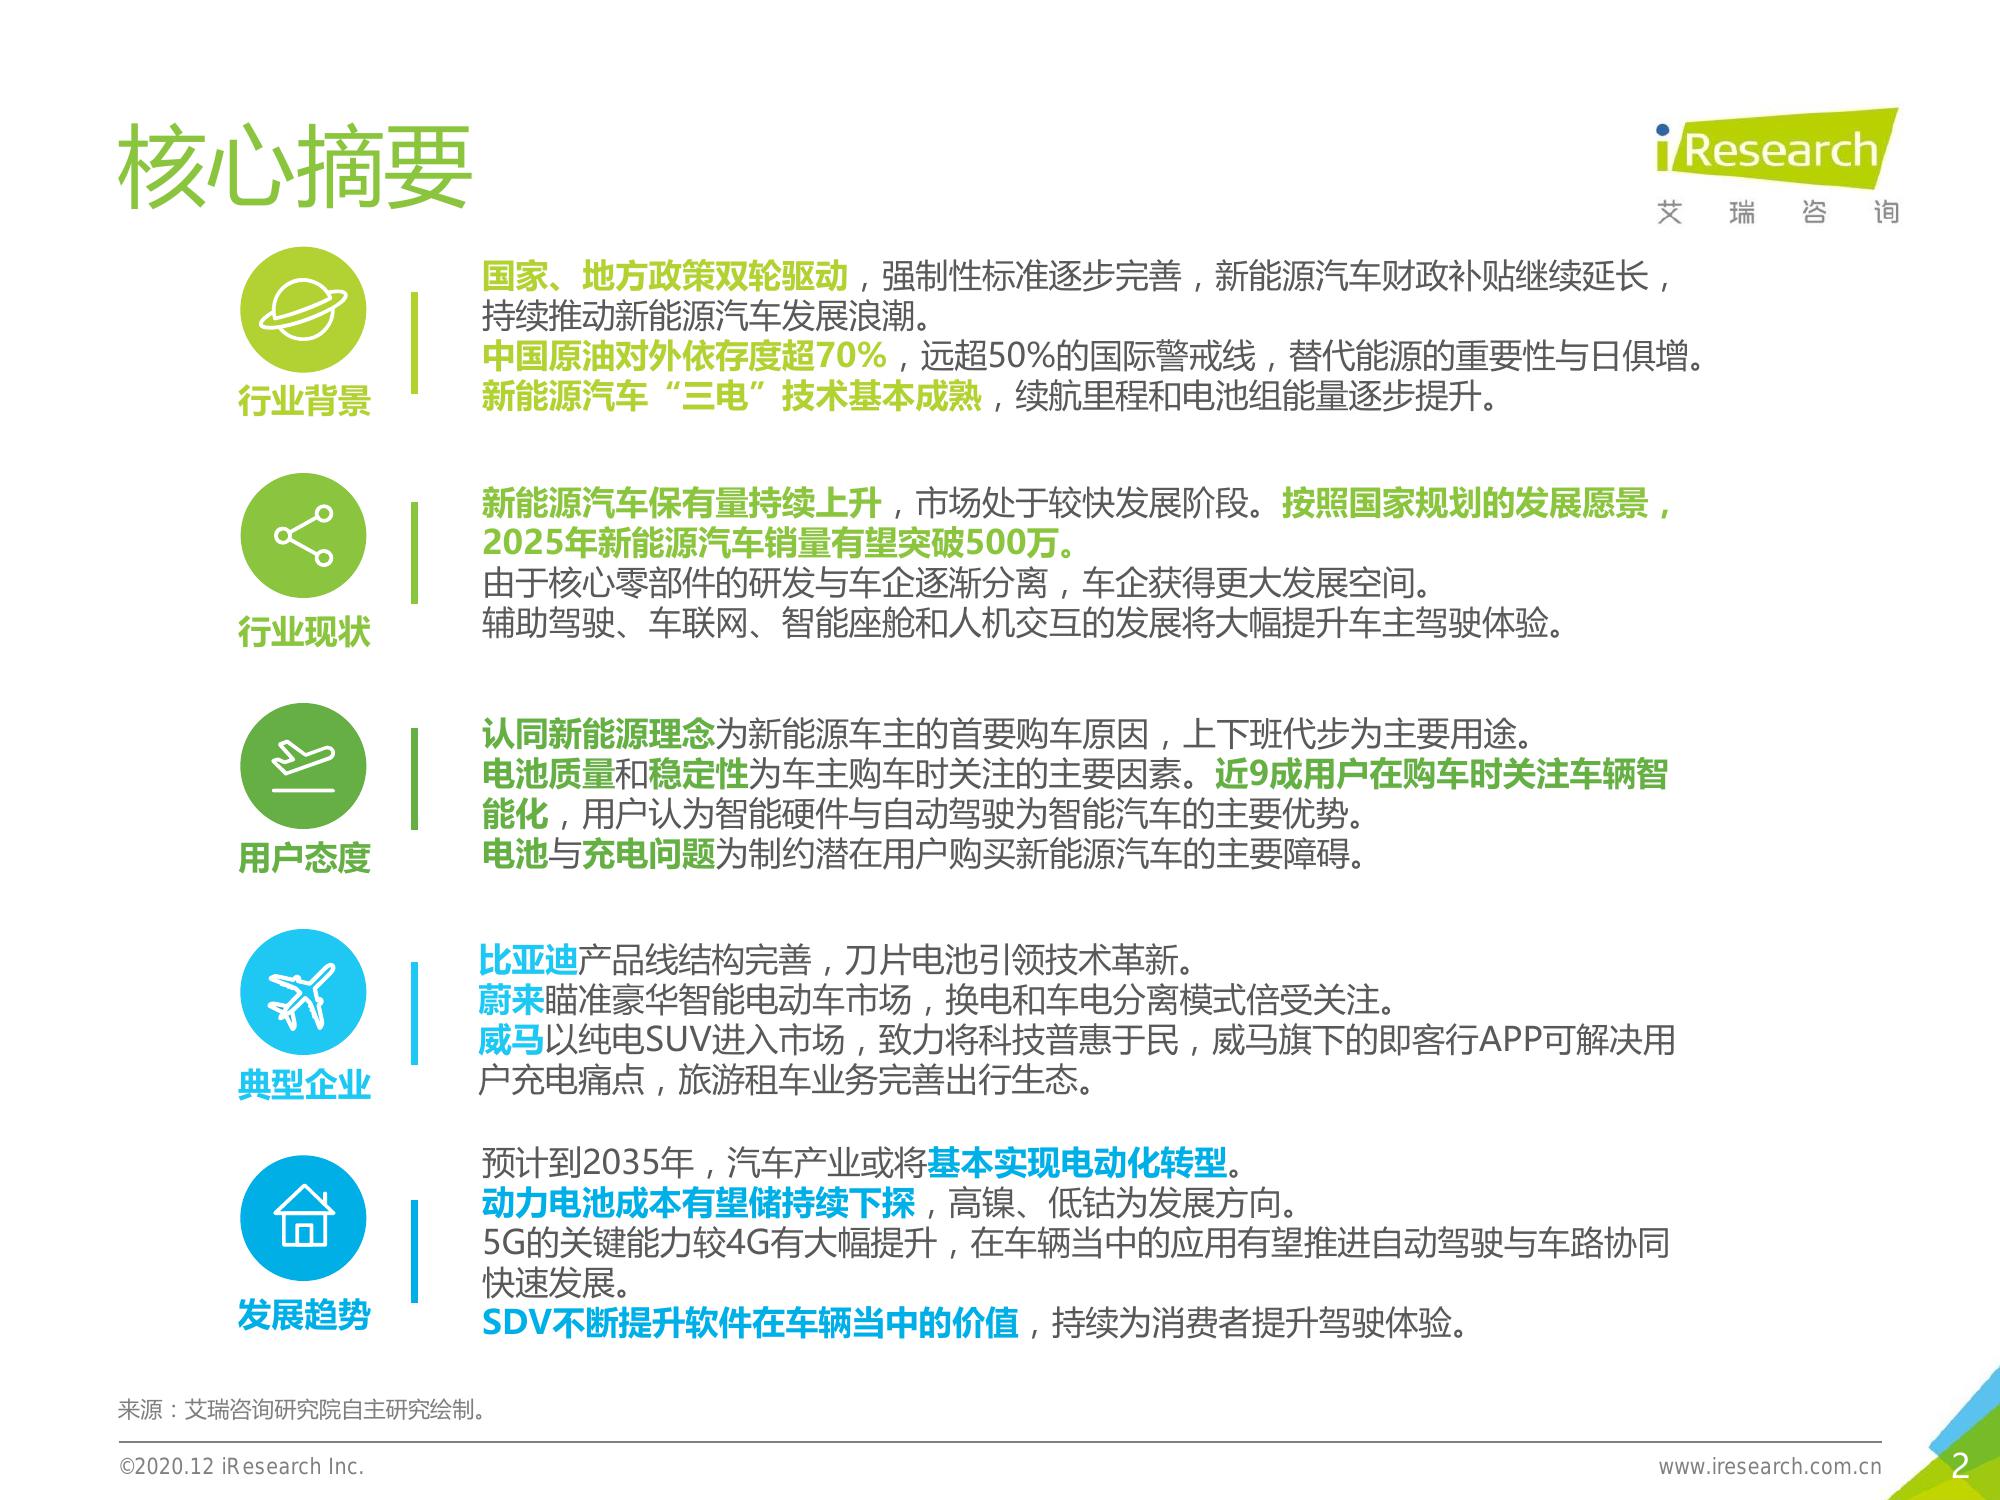 核心摘要
iResearch
艾瑞咨询
行业背景
国家、地方政策双轮驱动，强制性标准逐步完善，新能源汽车财政补贴继续延长，
持续推动新能源汽车发展浪潮。
中国原油对外依存度超70%，远超50%的国际警戒线，替代能源的重要性与日俱增。
新能源汽车“三电”技术基本成熟，续航里程和电池组能量逐步提升。
行业现状
新能源汽车保有量持续上升，市场处于较快发展阶段。按照国家规划的发展愿景，
2025年新能源汽车销量有望突破500万。
由于核心零部件的研发与车企逐渐分离，车企获得更大发展空间。
辅助驾驶、车联网、智能座舱和人机交互的发展将大幅提升车主驾驶体验。
用户态度
认同新能源理念为新能源车主的首要购车原因，上下班代步为主要用途。
电池质量和稳定性为车主购车时关注的主要因素。近9成用户在购车时关注车辆智
能化，用户认为智能硬件与自动驾驶为智能汽车的主要优势。
电池与充电问题为制约潜在用户购买新能源汽车的主要障碍。
典型企业
比亚迪产品线结构完善，刀片电池引领技术革新。
蔚来瞄准豪华智能电动车市场，换电和车电分离模式倍受关注。
威马以纯电SUV进入市场，致力将科技普惠于民，威马旗下的即客行APP可解决用
户充电痛点，旅游租车业务完善出行生态。
发展趋势
预计到2035年，汽车产业或将基本实现电动化转型。
动力电池成本有望储持续下探，高镍、低钴为发展方向。
5G的关键能力较4G有大幅提升，在车辆当中的应用有望推进自动驾驶与车路协同
快速发展。
SDV不断提升软件在车辆当中的价值，持续为消费者提升驾驶体验。
来源：艾瑞咨询研究院自主研究绘制。
©2020.12 iResearch Inc.
www.iresearch.com.cn
2